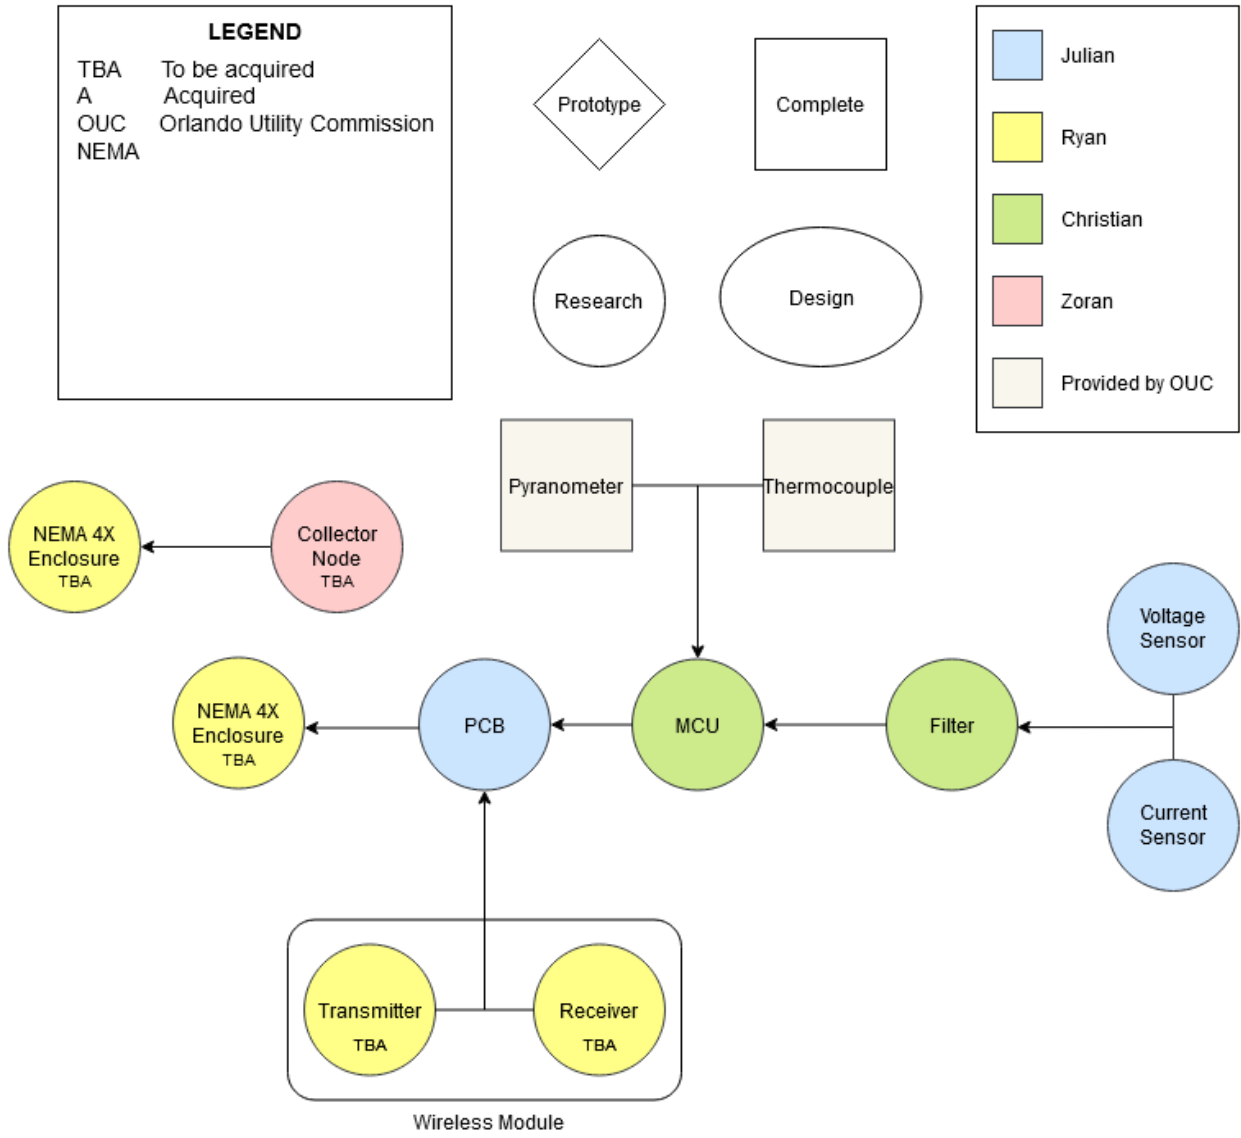 LEGEND
TBA To be acquired
A Acquired
OUC Orlando Utility Commission
NEMA
Prototype
Complete
Research
Design
Julian
Ryan
Christian
Zoran
Provided by OUC
Pyranometer
Thermocouple
NEMA 4X
Enclosure
TBA
Collector
Node
TBA
Voltage
Sensor
NEMA 4X
Enclosure
TBA
PCB
MCU
Filter
Current
Sensor
Transmitter
TBA
Receiver
TBA
Wireless Module